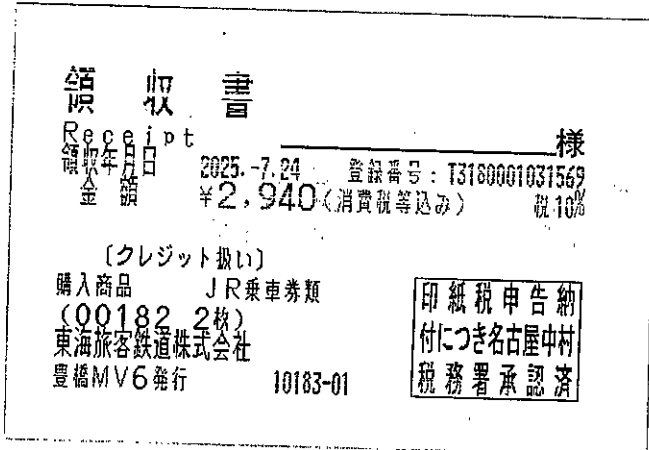 領収書
Receipt
様
領収年月日 2025.-7.24 登録番号：T3180001031569
金額 ¥2,940(消費税等込み) 税10%
〔クレジット扱い〕
購入商品 JR乗車券類
(00182 2枚)
東海旅客鉄道株式会社
豊橋MV6発行 10183-01
印紙税申告納
付につき名古屋中村
税務署承認済